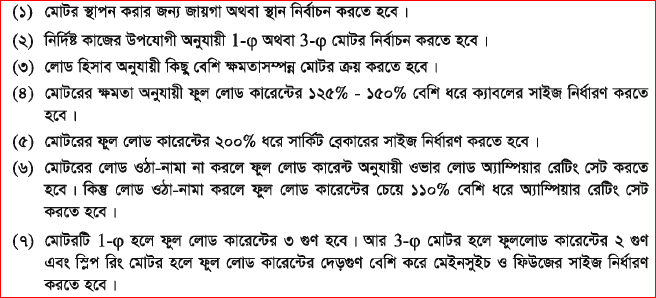 (১) মোটর স্থাপন করার জন্য জায়গা অথবা স্থান নির্বাচন করতে হবে।
(২) নির্দিষ্ট কাজের উপযোগী অনুযায়ী 1-φ অথবা 3-φ মোটর নির্বাচন করতে হবে।
(৩) লোড হিসাব অনুযায়ী কিছু বেশি ক্ষমতাসম্পন্ন মোটর ক্রয় করতে হবে।
(৪) মোটরের ক্ষমতা অনুযায়ী ফুল লোড কারেন্টের ১২৫% - ১৫০% বেশি ধরে ক্যাবলের সাইজ নির্ধারণ করতে
হবে।
(৫) মোটরের ফুল লোড কারেন্টের ২০০% ধরে সার্কিট ব্রেকারের সাইজ নির্ধারণ করতে হবে।
(৬) মোটরের লোড ওঠা-নামা না করলে ফুল লোড কারেন্ট অনুযায়ী ওভার লোড অ্যাম্পিয়ার রেটিং সেট করতে
হবে। কিন্তু লোড ওঠা-নামা করলে ফুল লোড কারেন্টের চেয়ে ১১০% বেশি ধরে অ্যাম্পিয়ার রেটিং সেট
করতে হবে।
(৭) মোটরটি 1-φ হলে ফুল লোড কারেন্টের ৩ গুণ হবে। আর 3-φ মোটর হলে ফুললোড কারেন্টের ২ গুণ
এবং স্লিপ রিং মোটর হলে ফুল লোড কারেন্টের দেড়গুণ বেশি করে মেইনসুইচ ও ফিউজের সাইজ নির্ধারণ
করতে হবে।